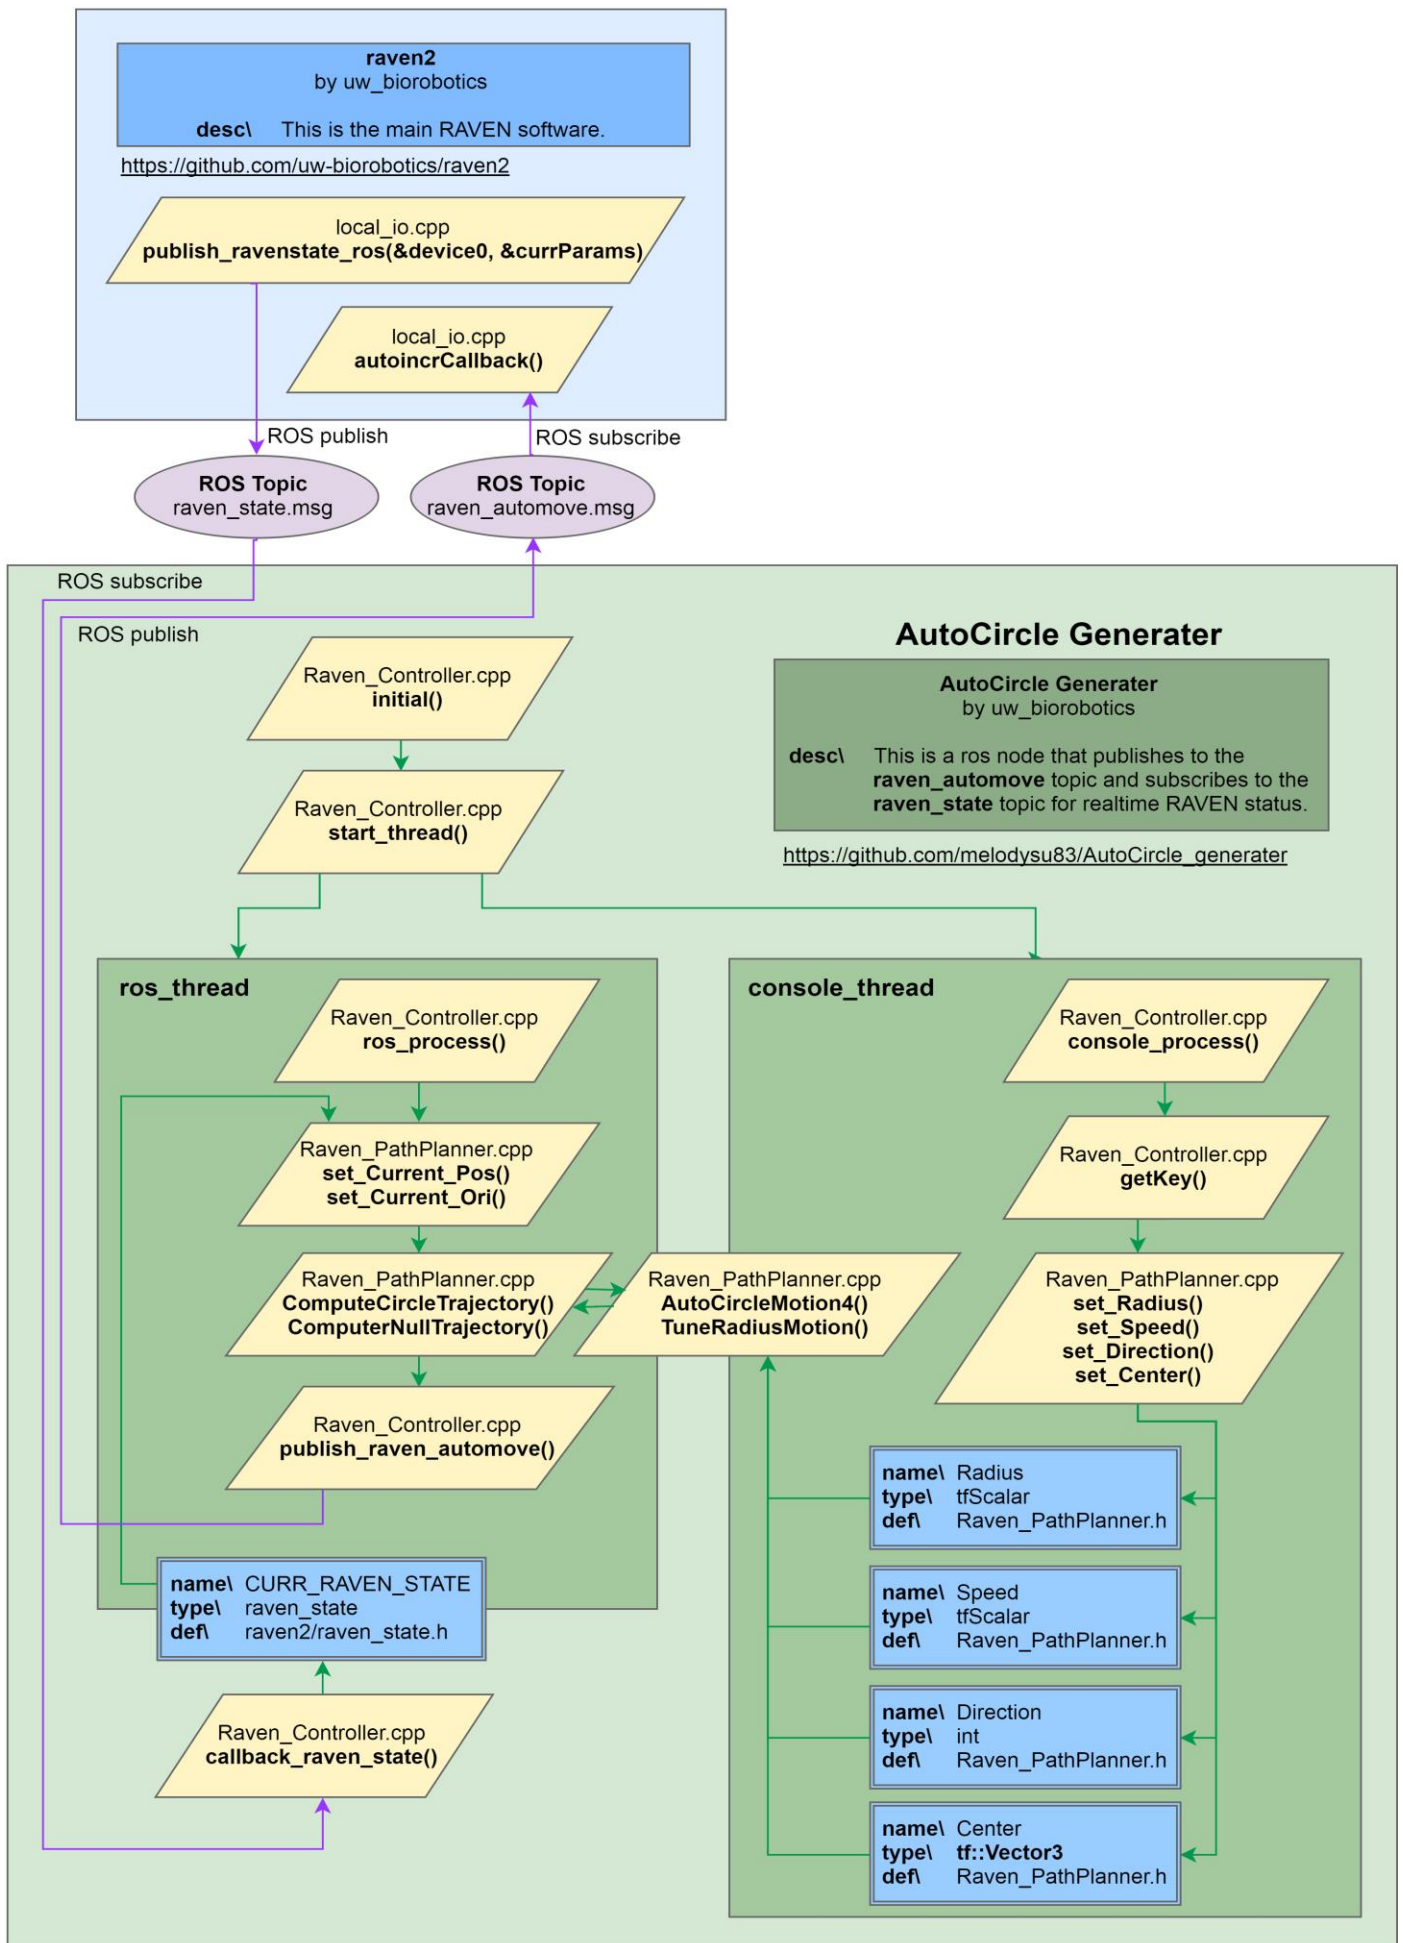 raven2
by uw_biorobotics
desc\ This is the main RAVEN software.
https://github.com/uw-biorobotics/raven2
local_io.cpp
publish_ravenstate_ros(&device0, &currParams)
local_io.cpp
autoincrCallback()
ROS publish
ROS subscribe
ROS Topic
raven_state.msg
ROS Topic
raven_automove.msg
ROS subscribe
ROS publish
AutoCircle Generater
AutoCircle Generater
by uw_biorobotics
desc\ This is a ros node that publishes to the
raven_automove topic and subscribes to the
raven_state topic for realtime RAVEN status.
https://github.com/melodysu83/AutoCircle_generater
Raven_Controller.cpp
initial()
Raven_Controller.cpp
start_thread()
ros_thread
Raven_Controller.cpp
ros_process()
Raven_PathPlanner.cpp
set_Current_Pos()
set_Current_Ori()
Raven_PathPlanner.cpp
ComputeCircleTrajectory()
ComputerNullTrajectory()
Raven_Controller.cpp
publish_raven_automove()
name\ CURR_RAVEN_STATE
type\ raven_state
def\ raven2/raven_state.h
Raven_Controller.cpp
callback_raven_state()
console_thread
Raven_Controller.cpp
console_process()
Raven_Controller.cpp
getKey()
Raven_PathPlanner.cpp
AutoCircleMotion4()
TuneRadiusMotion()
Raven_PathPlanner.cpp
set_Radius()
set_Speed()
set_Direction()
set_Center()
name\ Radius
type\ tfScalar
def\ Raven_PathPlanner.h
name\ Speed
type\ tfScalar
def\ Raven_PathPlanner.h
name\ Direction
type\ int
def\ Raven_PathPlanner.h
name\ Center
type\ tf::Vector3
def\ Raven_PathPlanner.h